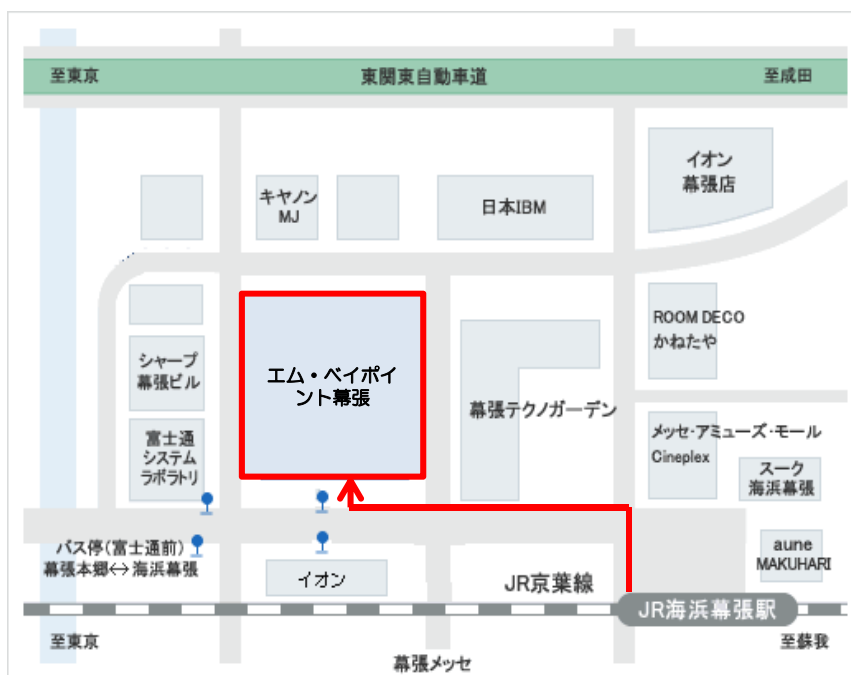 至東京
東関東自動車道
至成田
イオン
幕張店
キヤノン
MJ
日本IBM
ROOM DECO
かねたや
シャープ
幕張ビル
エム・ベイポイ
ント幕張
幕張テクノガーデン
富士通
システム
ラボラトリ
メッセ・アミューズ・モール
Cineplex
スーク
海浜幕張
バス停(富士通前)
幕張本郷↔海浜幕張
イオン
JR京葉線
aune
MAKUHARI
JR海浜幕張駅
至東京
至蘇我
幕張メッセ